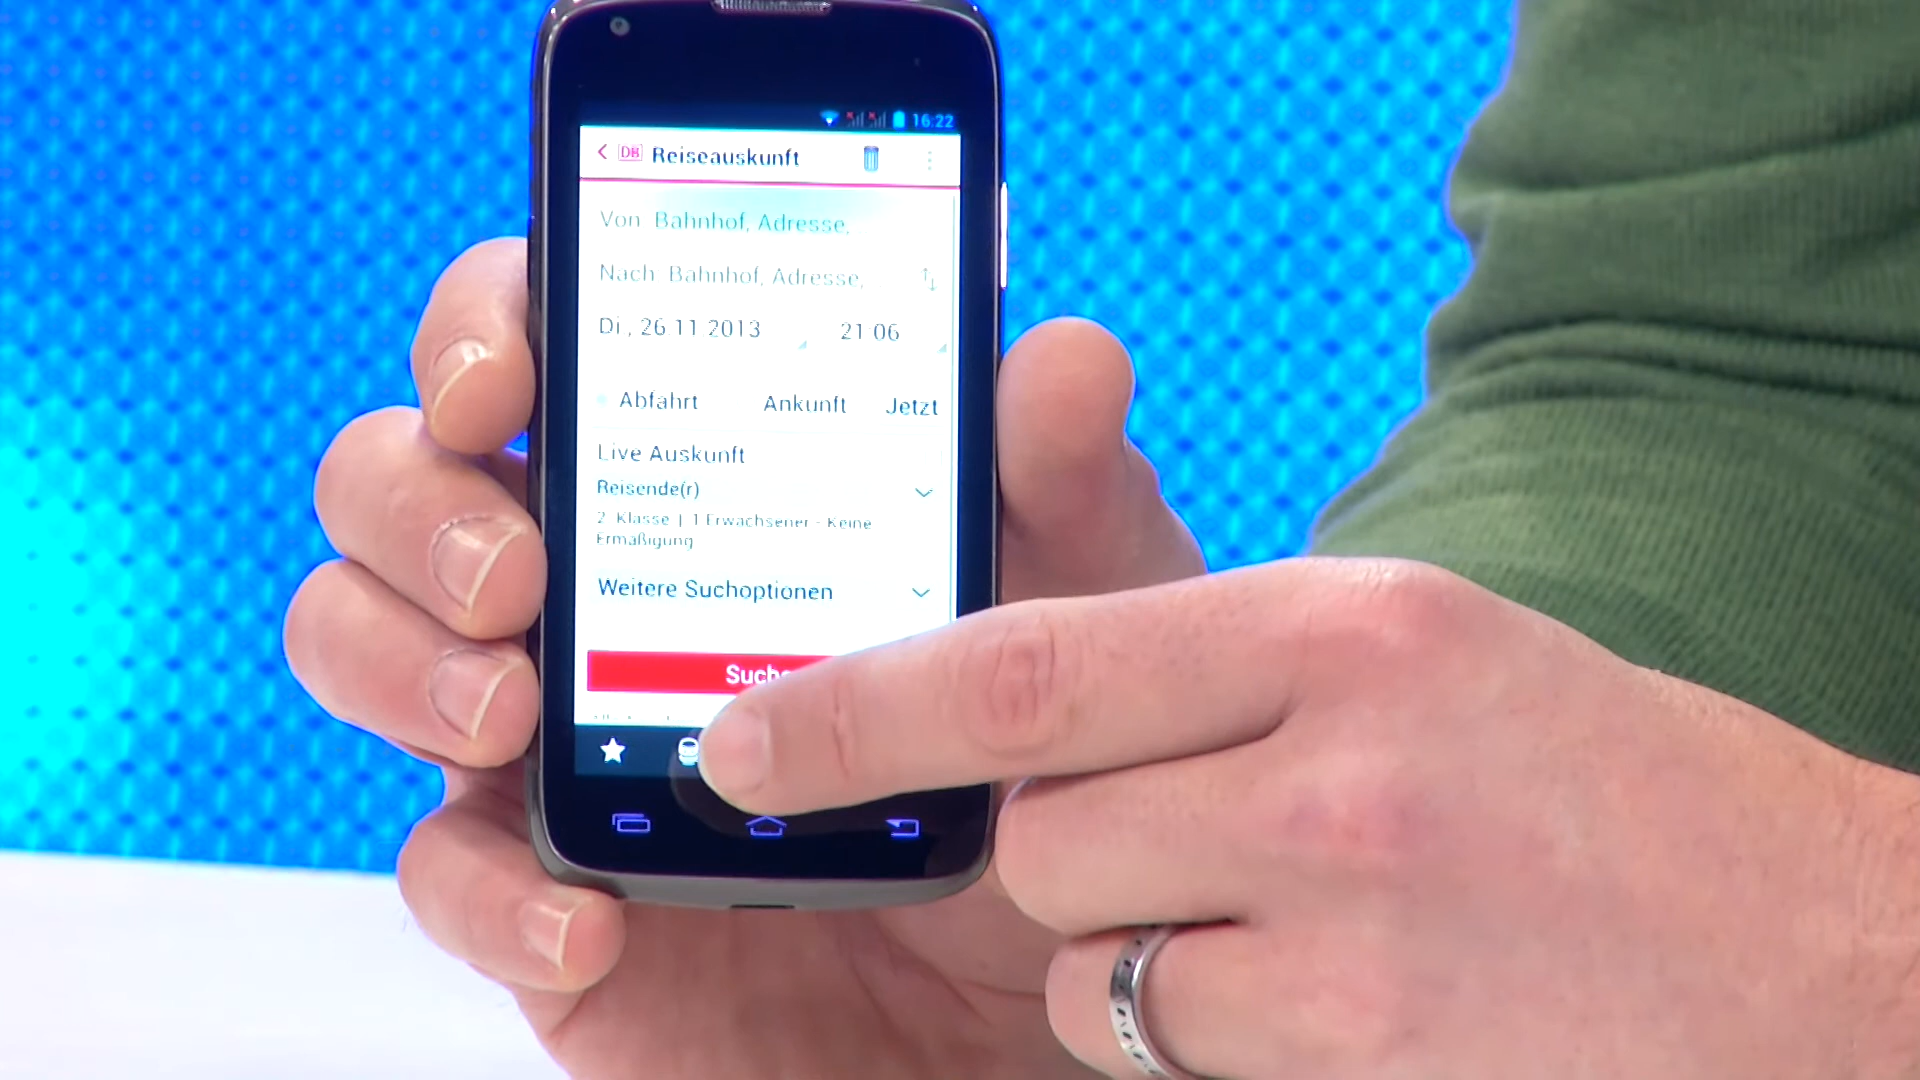 16:22
DB Reiseauskunft
Von Bahnhof, Adresse,
Nach Bahnhof, Adresse,
Di, 26 11 2013 21 06
Abfahrt Ankunft Jetzt
Live Auskunft
Reisende(r)
2 Klasse | 1 Erwachsener - Keine
Ermäßigung
Weitere Suchoptionen
Suche